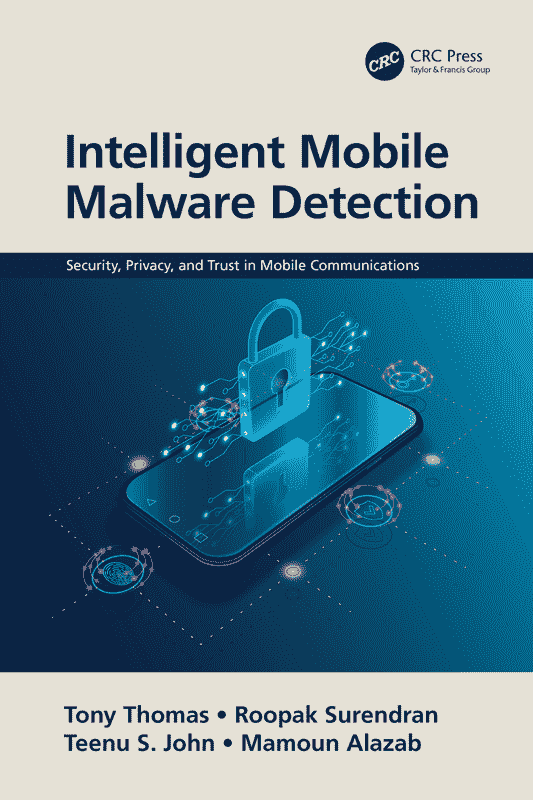 CRC
CRC Press
Taylor & Francis Group
Intelligent Mobile
Malware Detection
Security, Privacy, and Trust in Mobile Communications
Tony Thomas • Roopak Surendran
Teenu S. John • Mamoun Alazab